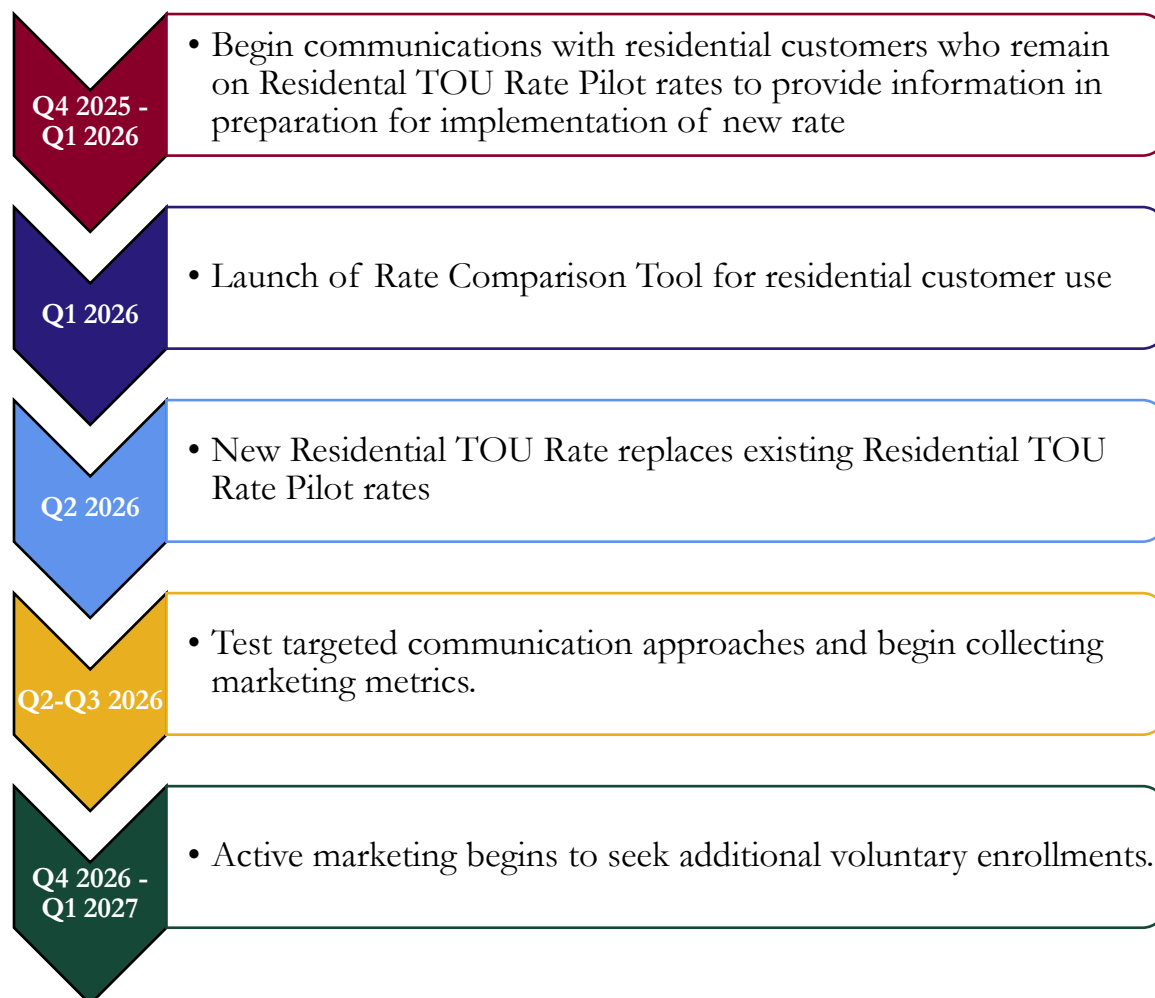 Q4 2025 -
Q1 2026
• Begin communications with residential customers who remain
on Residental TOU Rate Pilot rates to provide information in
preparation for implementation of new rate
Q1 2026
• Launch of Rate Comparison Tool for residential customer use
Q2 2026
• New Residential TOU Rate replaces existing Residential TOU
Rate Pilot rates
Q2-Q3 2026
• Test targeted communication approaches and begin collecting
marketing metrics.
Q4 2026 -
Q1 2027
• Active marketing begins to seek additional voluntary enrollments.